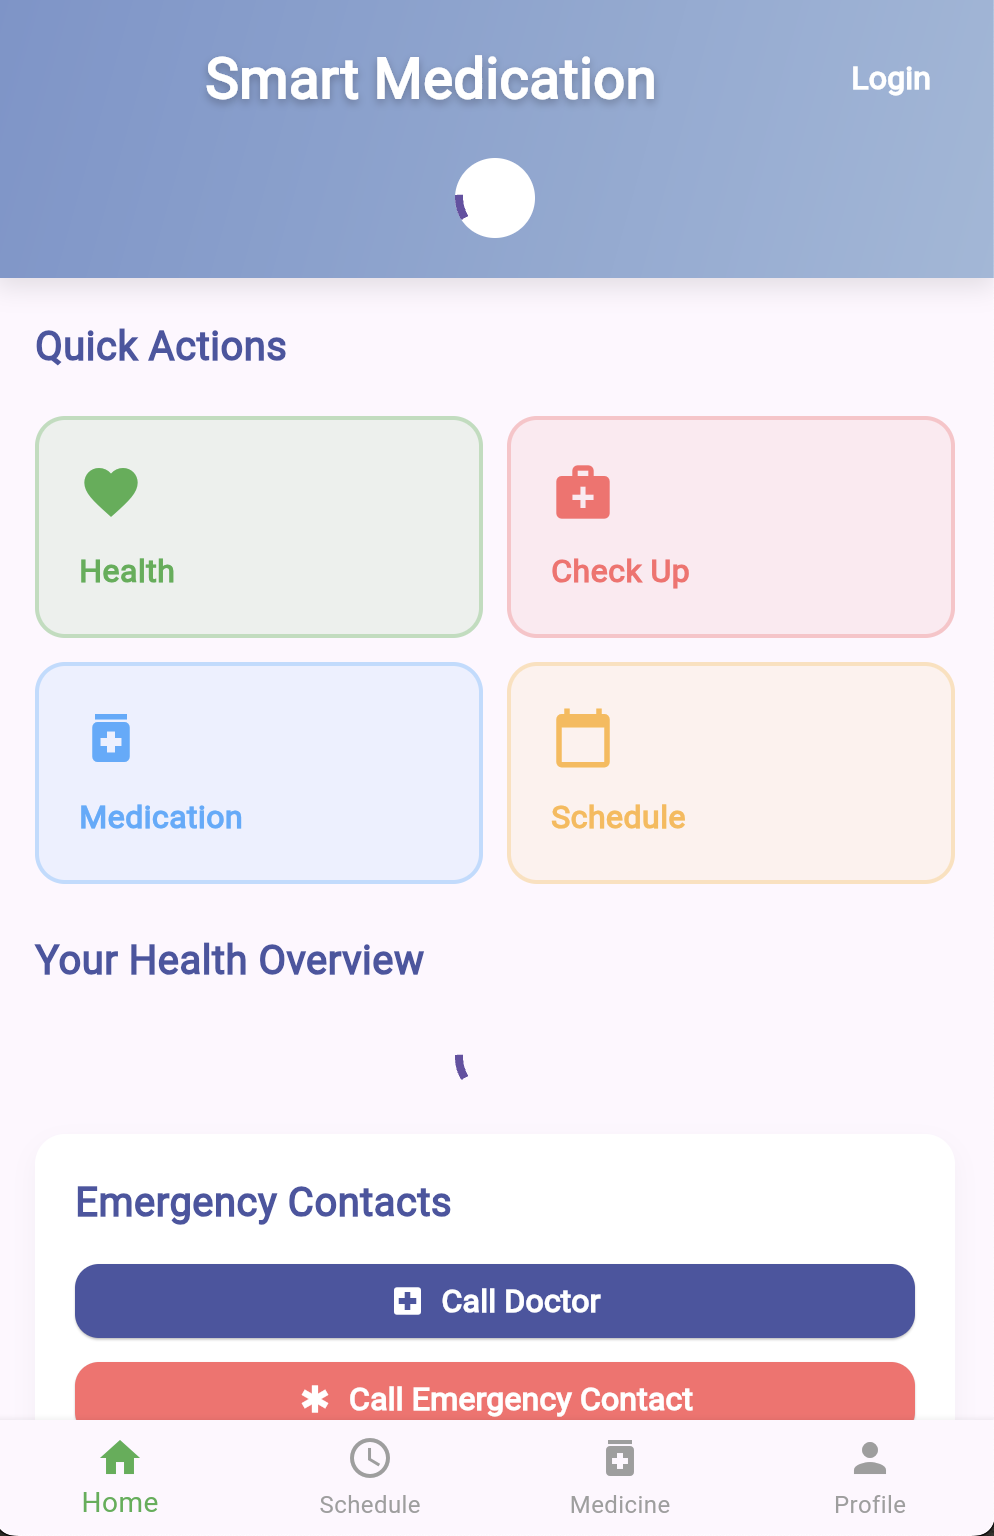 Smart Medication
Login
Quick Actions
Health
Check Up
Medication
Schedule
Your Health Overview
Emergency Contacts
Call Doctor
Call Emergency Contact
Home
Schedule
Medicine
Profile